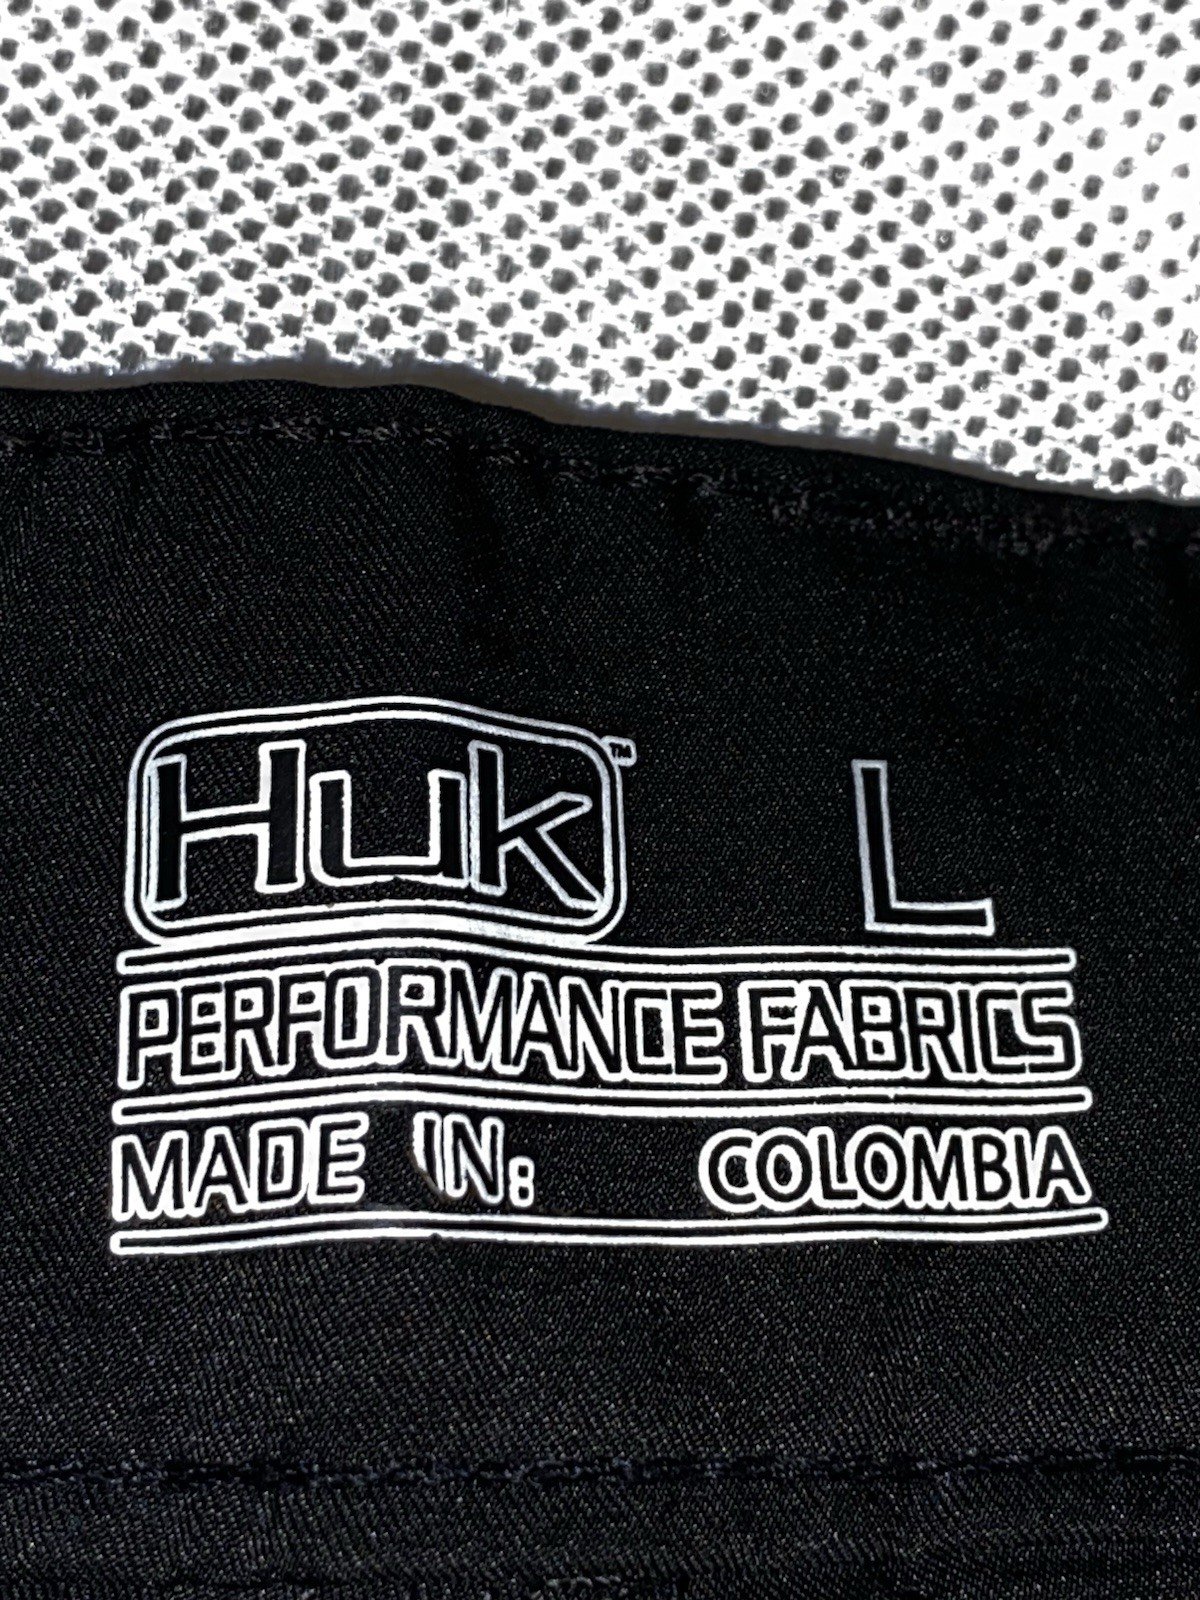 Huk™ L
PERFORMANCE FABRICS
MADE IN: COLOMBIA